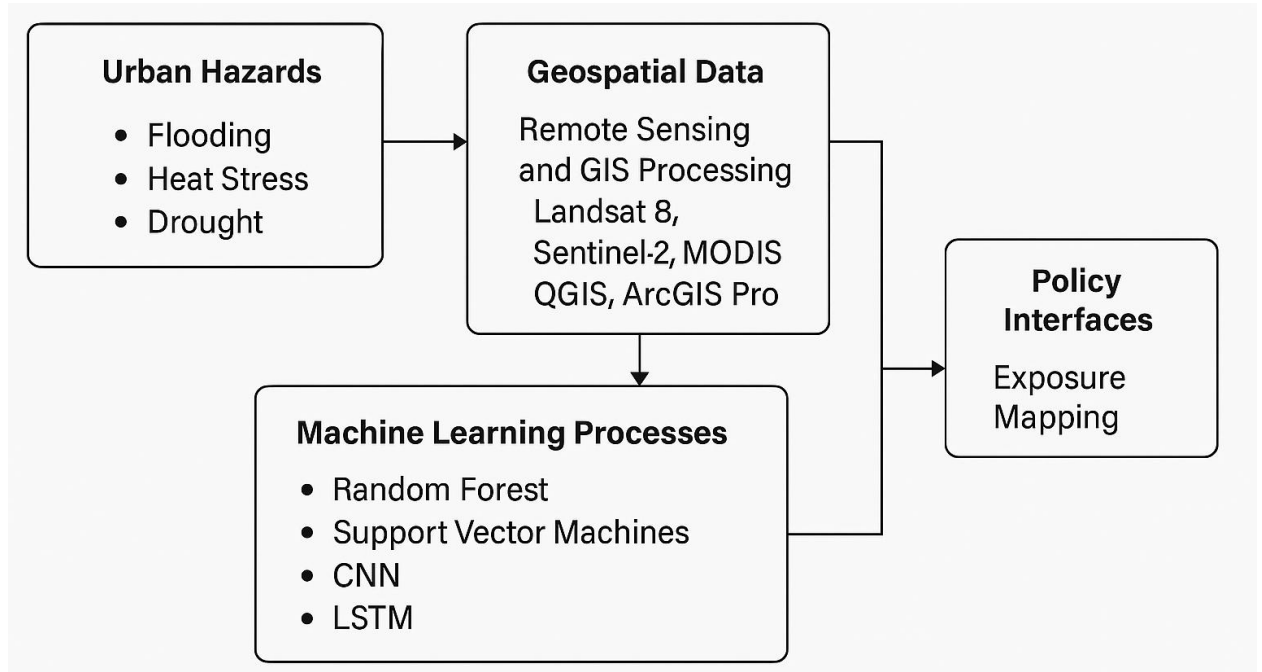 Urban Hazards
• Flooding
• Heat Stress
• Drought
Geospatial Data
Remote Sensing
and GIS Processing
Landsat 8,
Sentinel-2, MODIS
QGIS, ArcGIS Pro
Machine Learning Processes
• Random Forest
• Support Vector Machines
• CNN
• LSTM
Policy
Interfaces
Exposure
Mapping